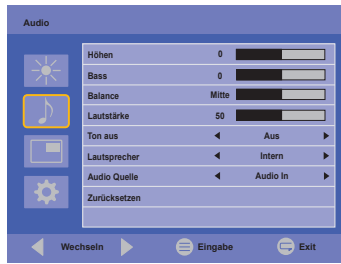 Audio
Höhen 0
Bass 0
Balance Mitte
Lautstärke 50
Ton aus Aus
Lautsprecher Intern
Audio Quelle Audio In
Zurücksetzen
Wechseln Eingabe Exit